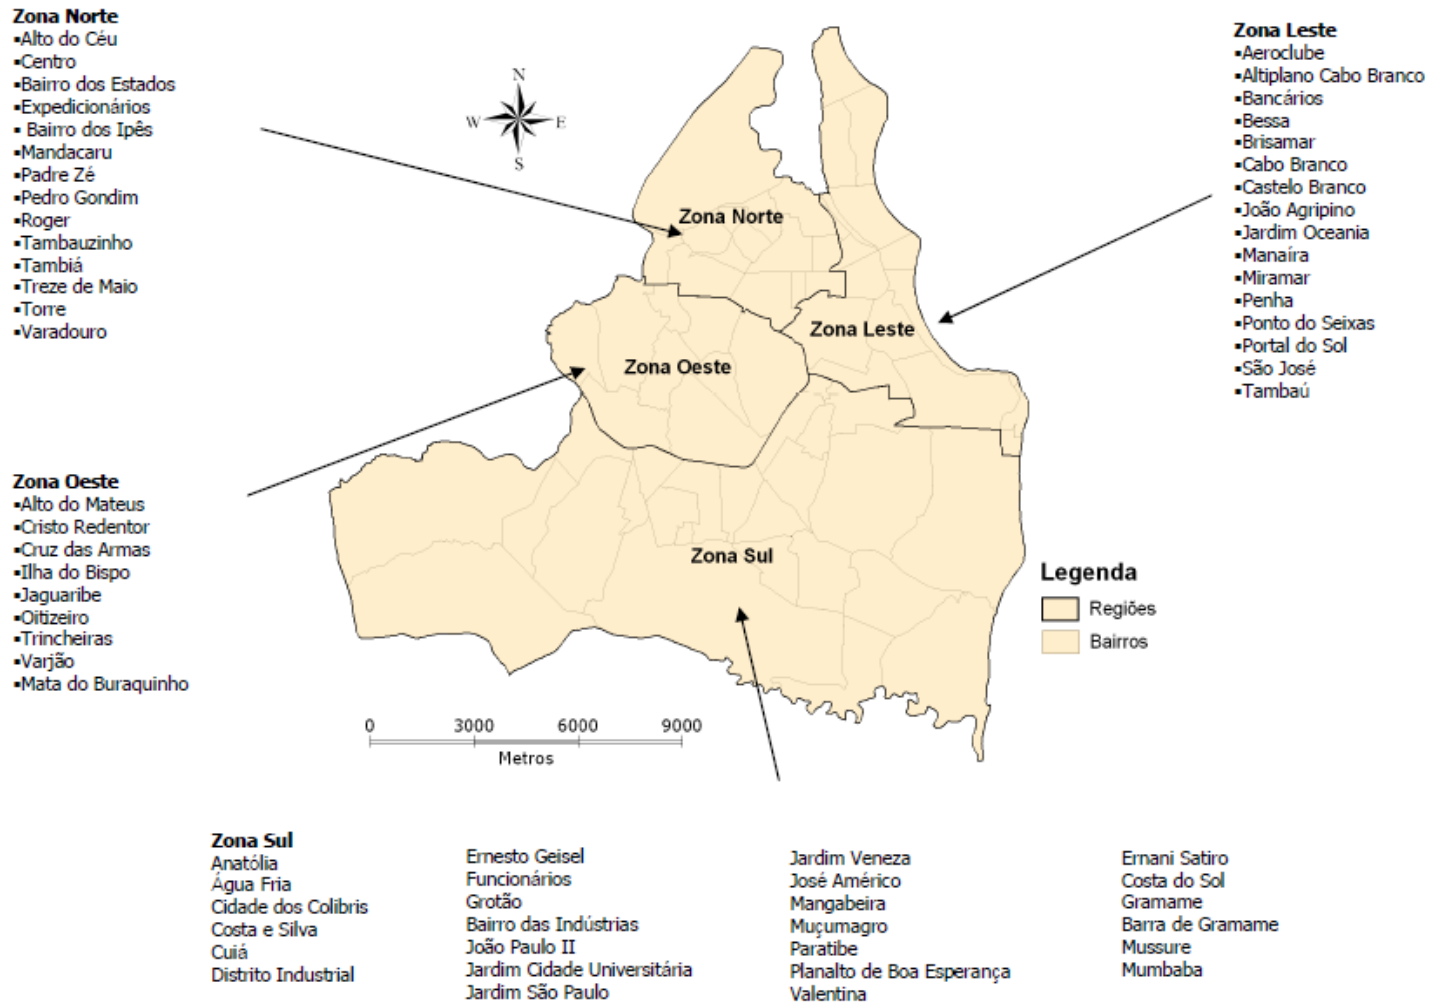 Zona Norte
▪Alto do Céu
▪Centro
▪Bairro dos Estados
▪Expedicionários
▪ Bairro dos Ipês
▪Mandacaru
▪Padre Zé
▪Pedro Gondim
▪Roger
▪Tambauzinho
▪Tambiá
▪Treze de Maio
▪Torre
▪Varadouro
N
W E
S
Zona Leste
▪Aeroclube
▪Altiplano Cabo Branco
▪Bancários
▪Bessa
▪Brisamar
▪Cabo Branco
▪Castelo Branco
▪João Agripino
▪Jardim Oceania
▪Manaíra
▪Miramar
▪Penha
▪Ponto do Seixas
▪Portal do Sol
▪São José
▪Tambaú
Zona Norte
Zona Leste
Zona Oeste
Zona Sul
Zona Oeste
▪Alto do Mateus
▪Cristo Redentor
▪Cruz das Armas
▪Ilha do Bispo
▪Jaguaribe
▪Oitizeiro
▪Trincheiras
▪Varjão
▪Mata do Buraquinho
Legenda
Regiões
Bairros
0 3000 6000 9000
Metros
Zona Sul
Anatólia
Água Fria
Cidade dos Colibris
Costa e Silva
Cuiá
Distrito Industrial
Ernesto Geisel
Funcionários
Grotão
Bairro das Indústrias
João Paulo II
Jardim Cidade Universitária
Jardim São Paulo
Jardim Veneza
José Américo
Mangabeira
Muçumagro
Paratibe
Planalto de Boa Esperança
Valentina
Ernani Satiro
Costa do Sol
Gramame
Barra de Gramame
Mussure
Mumbaba